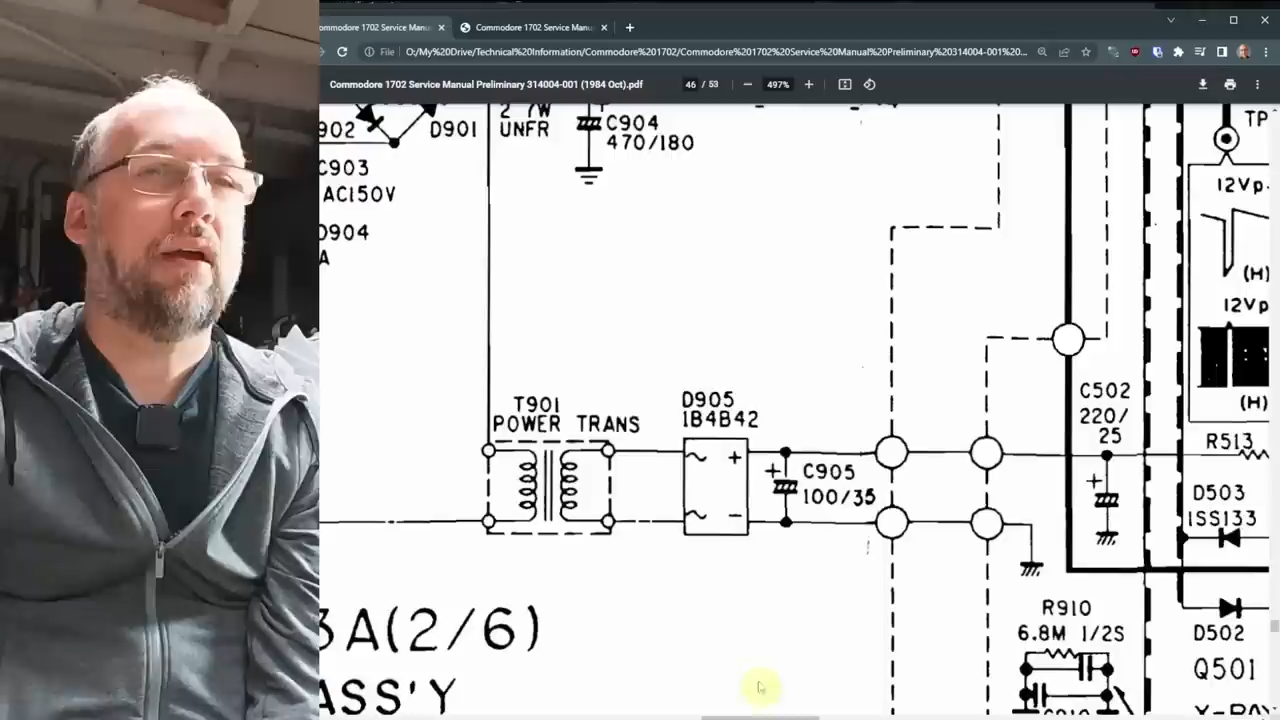 ommodore 1702 Service Manu
Commodore 1702 Service Manu
File
O:/My%20Drive/Technical%20Information/Commodore%201702/Commodore%201702%20Service%20Manual%20Preliminary%20314004-001%20...
Commodore 1702 Service Manual Preliminary 314004-001 (1984 Oct).pdf
46 / 53
497%
902
D901
2 7W
UNFR
C904
470/180
C903
AC150V
D904
A
TP
12Vp-
(H)
12Vp
(H)
T901
POWER TRANS
D905
1B4B42
C905
100/35
C502
220/
25
R513
D503
1SS133
R910
6.8M 1/2S
D502
Q501
X-RAY
3A(2/6)
ASS'Y